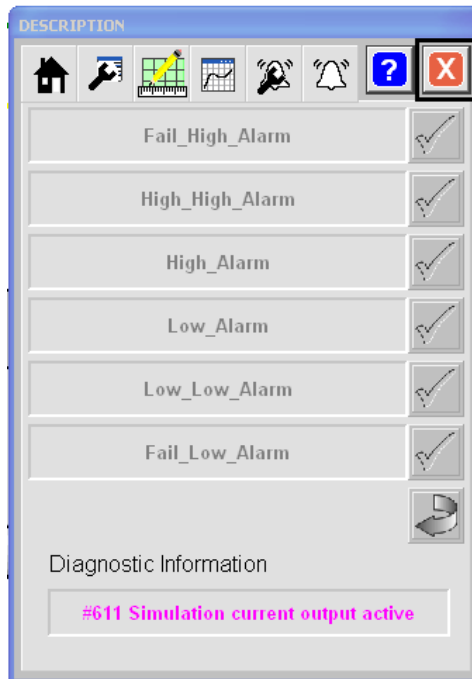 DESCRIPTION
?
X
Fail_High_Alarm
High_High_Alarm
High_Alarm
Low_Alarm
Low_Low_Alarm
Fail_Low_Alarm
Diagnostic Information
#611 Simulation current output active